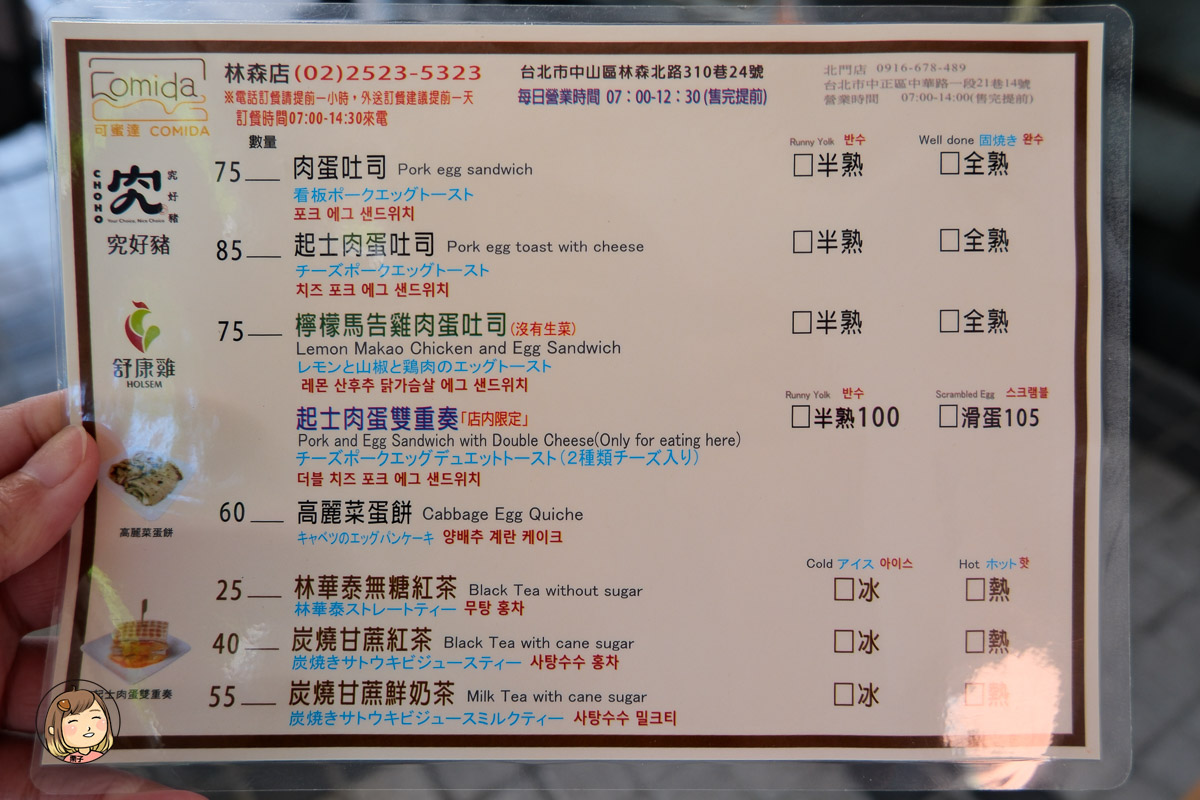 Comida
可蜜達 COMIDA
林森店(02)2523-5323
※電話訂餐請提前一小時，外送訂餐建議提前一天
訂餐時間07:00-14:30來電
台北市中山區林森北路310巷24號
每日營業時間 07：00-12：30(售完提前)
北門店 0916-678-489
台北市中正區中華路一段21巷14號
營業時間 07:00-14:00(售完提前)
數量
Runny Yolk 반수
Well done 固焼き 완수
CHOHO
究
究好豬
Your Choice, Nice Choice
究好豬
75 肉蛋吐司 Pork egg sandwich □半熟 □全熟
看板ポークエッグトースト
포크 에그 샌드위치
85 起士肉蛋吐司 Pork egg toast with cheese □半熟 □全熟
チーズポークエッグトースト
치즈 포크 에그 샌드위치
舒康雞
HOLSEM
75 檸檬馬告雞肉蛋吐司(沒有生菜) □半熟 □全熟
Lemon Makao Chicken and Egg Sandwich
レモンと山椒と鶏肉のエッグトースト
레몬 산후추 닭가슴살 에그 샌드위치
Runny Yolk 반수
Scrambled Egg 스크램블
起士肉蛋雙重奏「店內限定」 □半熟100 □滑蛋105
Pork and Egg Sandwich with Double Cheese(Only for eating here)
チーズポークエッグデュエットトースト（2種類チーズ入り）
더블 치즈 포크 에그 샌드위치
60 高麗菜蛋餅 Cabbage Egg Quiche
キャベツのエッグパンケーキ 양배추 계란 케이크
高麗菜蛋餅
Cold アイス 아이스
Hot ホット 핫
25 林華泰無糖紅茶 Black Tea without sugar □冰 □熱
林華泰ストレートティー 무탕 홍차
40 炭燒甘蔗紅茶 Black Tea with cane sugar □冰 □熱
炭焼きサトウキビジュースティー 사탕수수 홍차
55 炭燒甘蔗鮮奶茶 Milk Tea with cane sugar □冰 □熱
炭焼きサトウキビジュースミルクティー 사탕수수 밀크티
起士肉蛋雙重奏